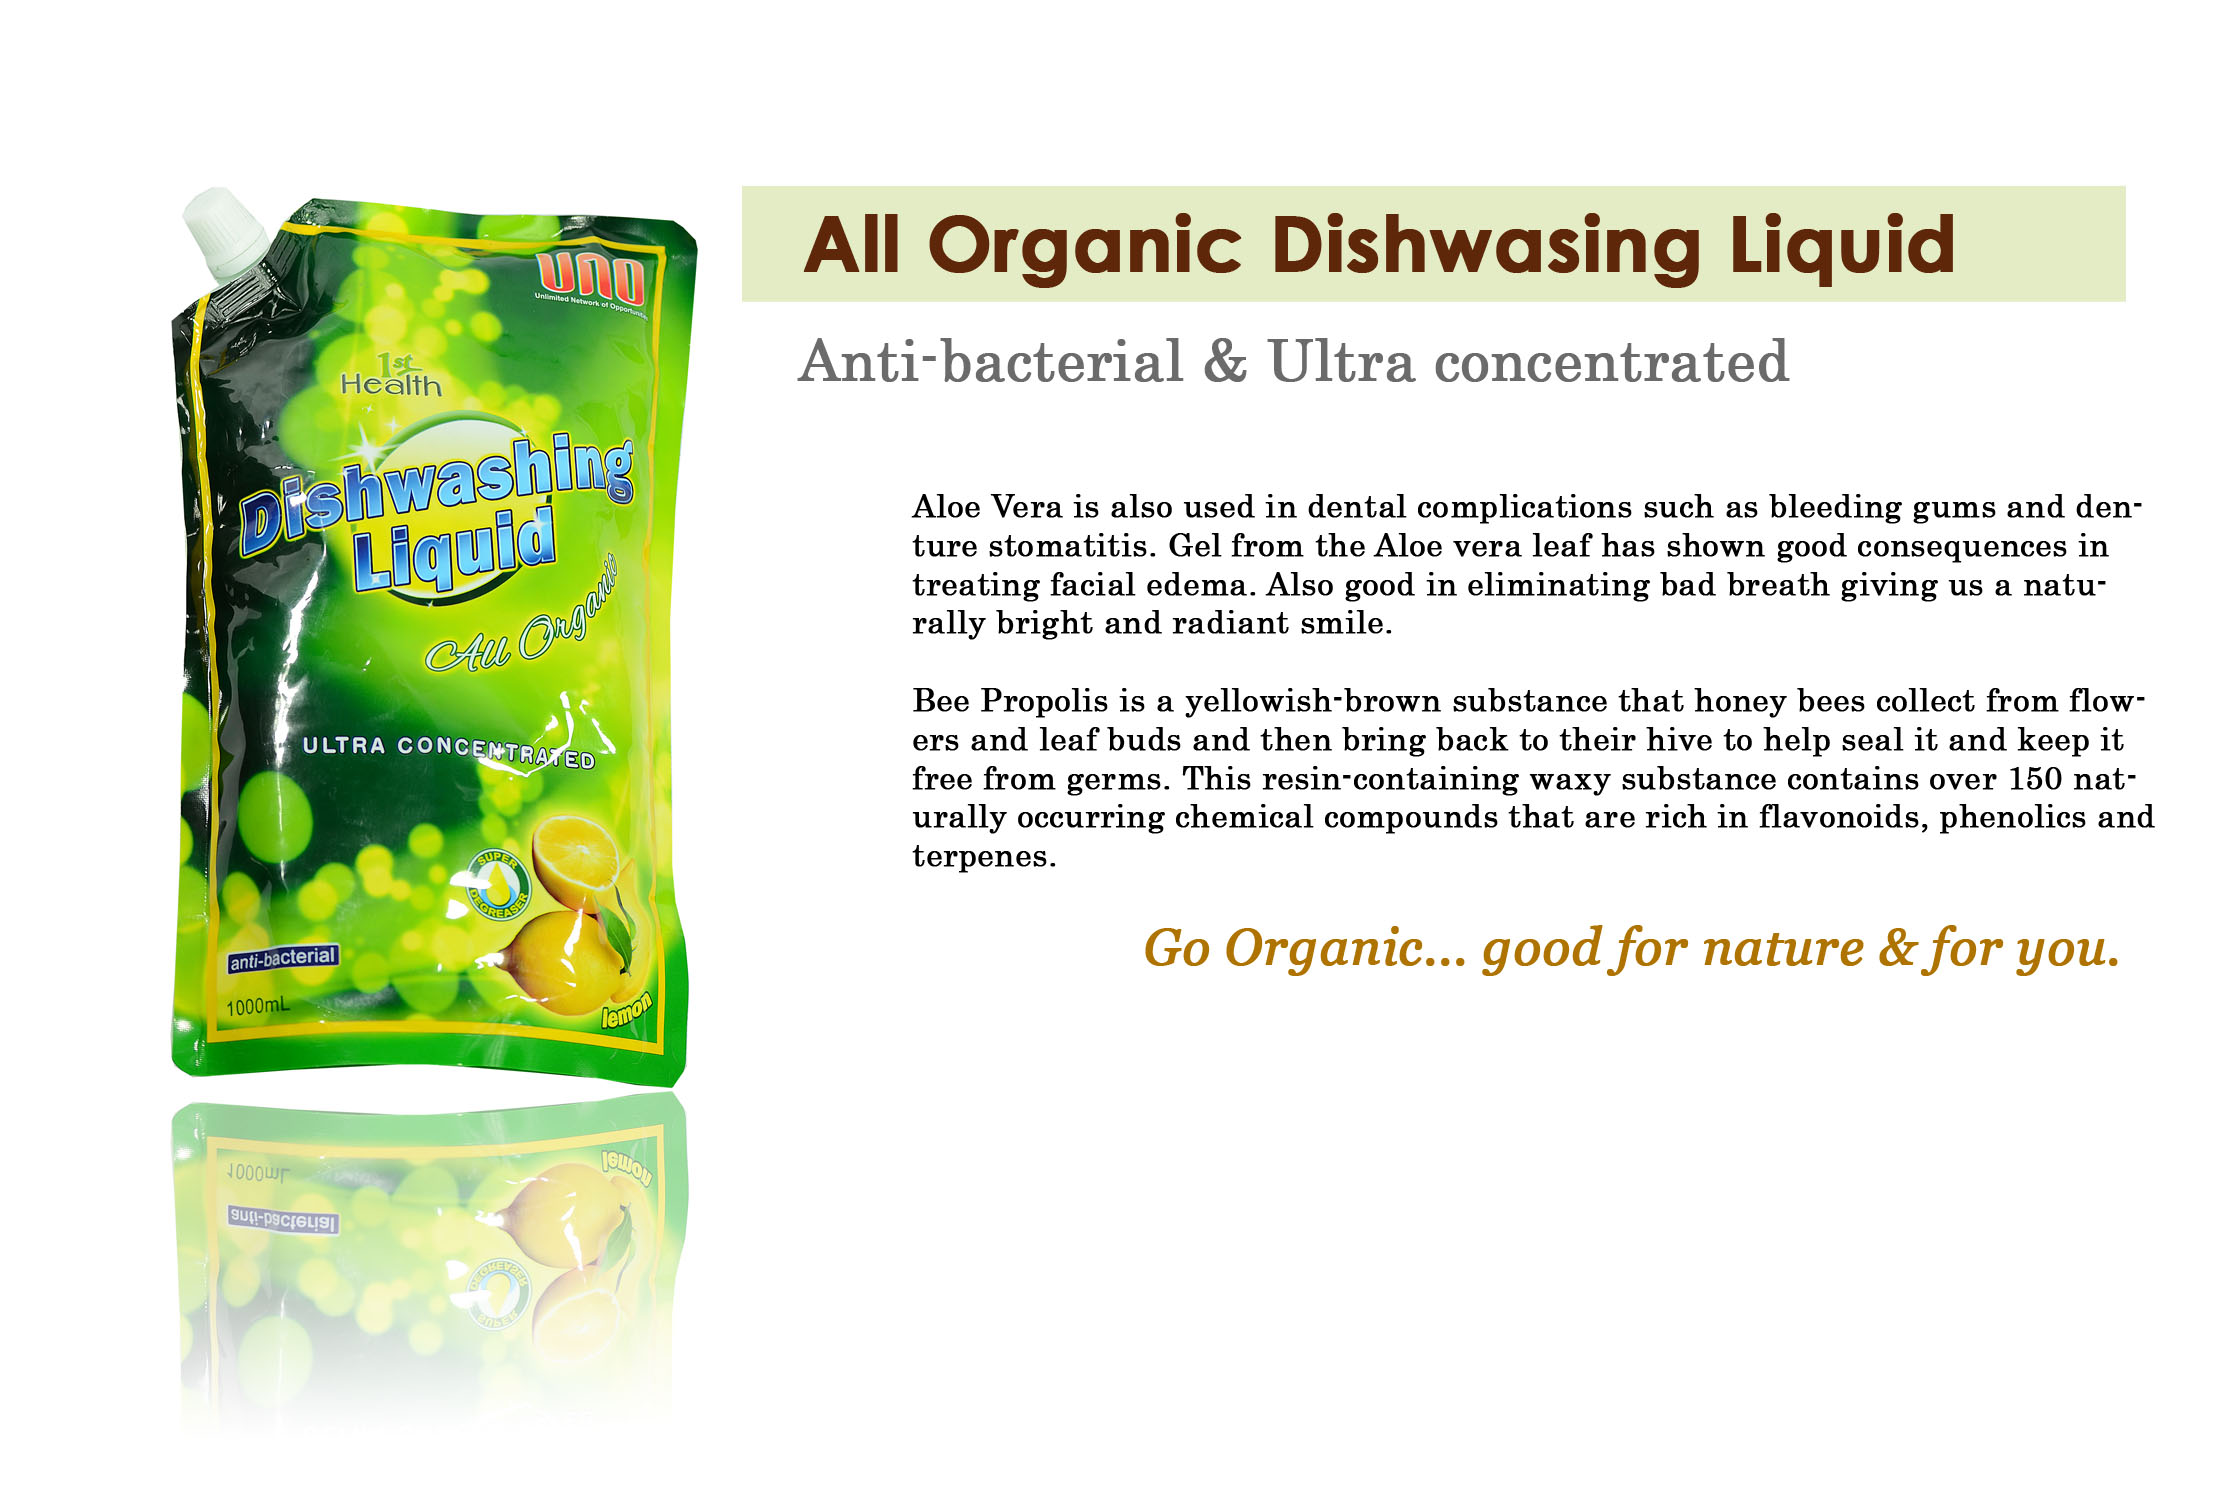 uno
Unlimited Network of Opportunities
1st
Health
Dishwashing
Liquid
All Organic
ULTRA CONCENTRATED
SUPER
DEGREASER
anti-bacterial
1000mL
lemon
All Organic Dishwasing Liquid
Anti-bacterial & Ultra concentrated
Aloe Vera is also used in dental complications such as bleeding gums and den-
ture stomatitis. Gel from the Aloe vera leaf has shown good consequences in
treating facial edema. Also good in eliminating bad breath giving us a natu-
rally bright and radiant smile.
Bee Propolis is a yellowish-brown substance that honey bees collect from flow-
ers and leaf buds and then bring back to their hive to help seal it and keep it
free from germs. This resin-containing waxy substance contains over 150 nat-
urally occurring chemical compounds that are rich in flavonoids, phenolics and
terpenes.
Go Organic... good for nature & for you.